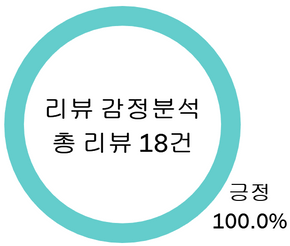 리뷰 감정분석
총 리뷰 18건
긍정
100.0%